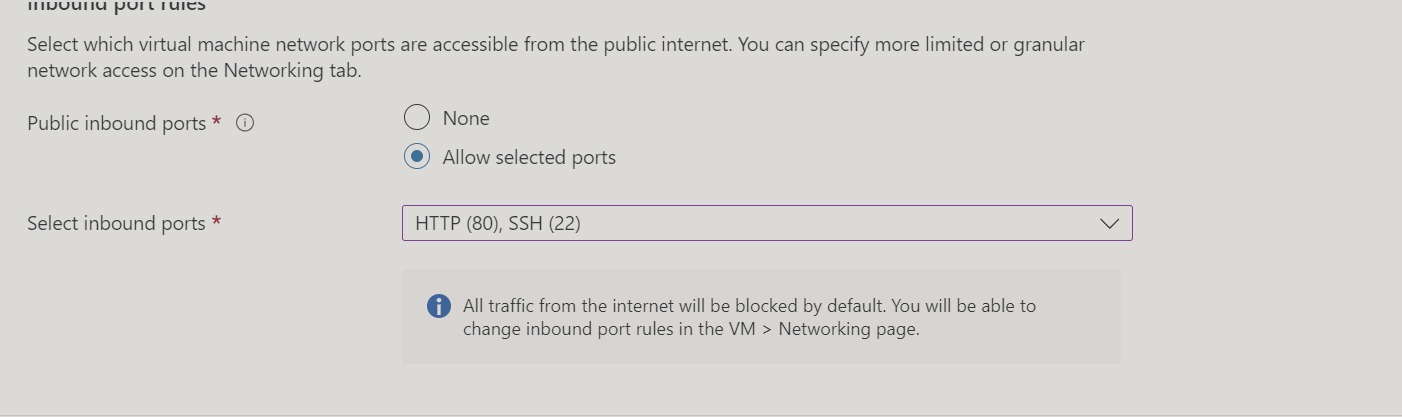 Inbound port rules
Select which virtual machine network ports are accessible from the public internet. You can specify more limited or granular
network access on the Networking tab.
Public inbound ports *
None
Allow selected ports
Select inbound ports *
HTTP (80), SSH (22)
All traffic from the internet will be blocked by default. You will be able to
change inbound port rules in the VM > Networking page.